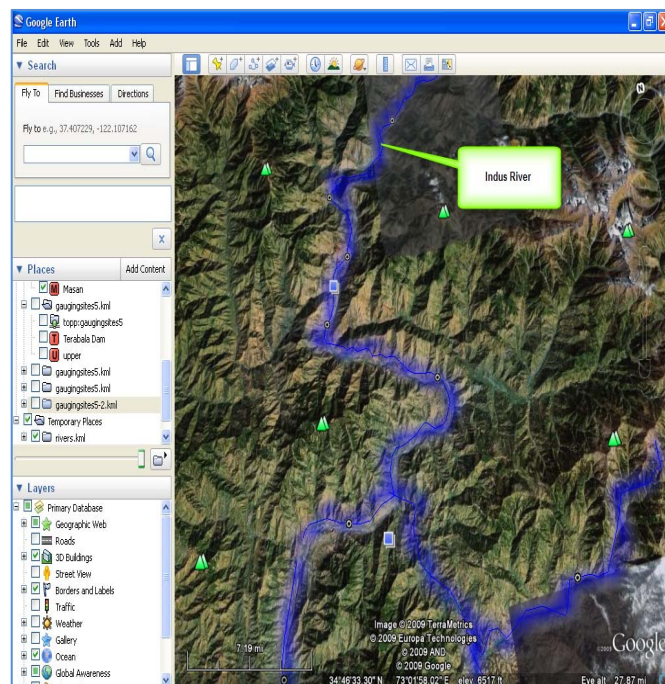 Google Earth
File Edit View Tools Add Help
Search
Fly To Find Businesses Directions
Fly to e.g., 37.407229, -122.107162
Places Add Content
M Masan
gaugingsites5.kml
topp:gaugingsites5
T Terabala Dam
U upper
gaugingsites5.kml
gaugingsites5.kml
gaugingsites5-2.kml
Temporary Places
rivers.kml
Layers
Primary Database
Geographic Web
Roads
3D Buildings
Street View
Borders and Labels
Traffic
Weather
Gallery
Ocean
Global Awareness
N
Indus River
Image © 2009 TerraMetrics
© 2009 Europa Technologies
© 2009 AND
© 2009 Google
©2009 Google
7.19 mi
34°46'33.30" N 73°01'58.02" E elev 6517 ft Eye alt 27.87 mi